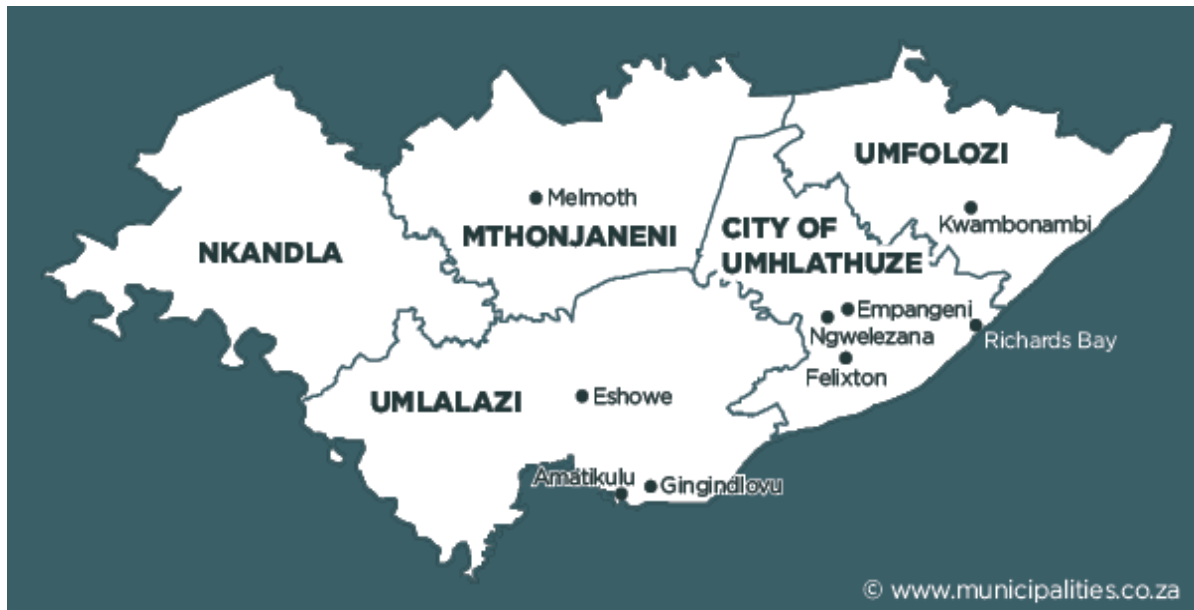 UMFOLOZI
Melmoth
Kwambonambi
MTHONJANENI
CITY OF
UMHLATHUZE
NKANDLA
Empangeni
Ngwelezana
Richards Bay
Felixton
UMLALAZI
Eshowe
Amatikulu
Gingindlovu
© www.municipalities.co.za